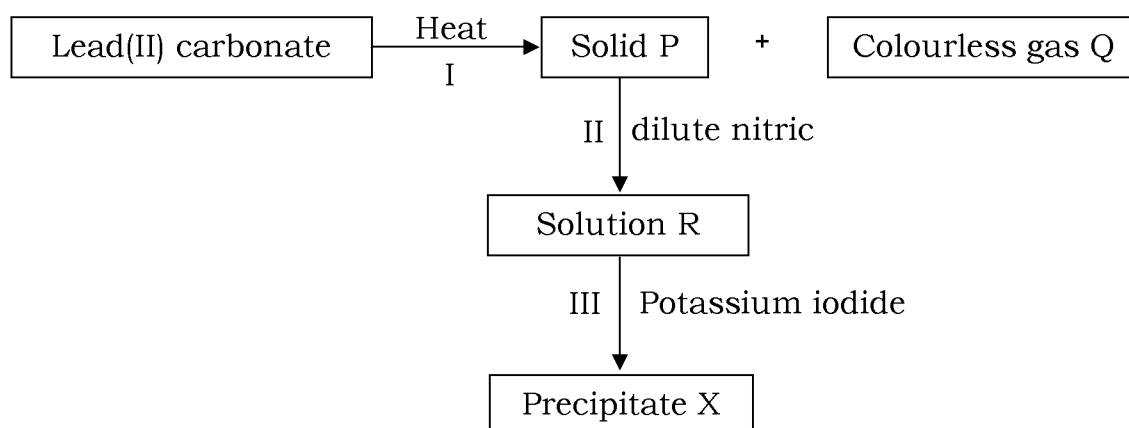 Lead(II) carbonate
Heat
I
Solid P
+
Colourless gas Q
II
dilute nitric
Solution R
III
Potassium iodide
Precipitate X